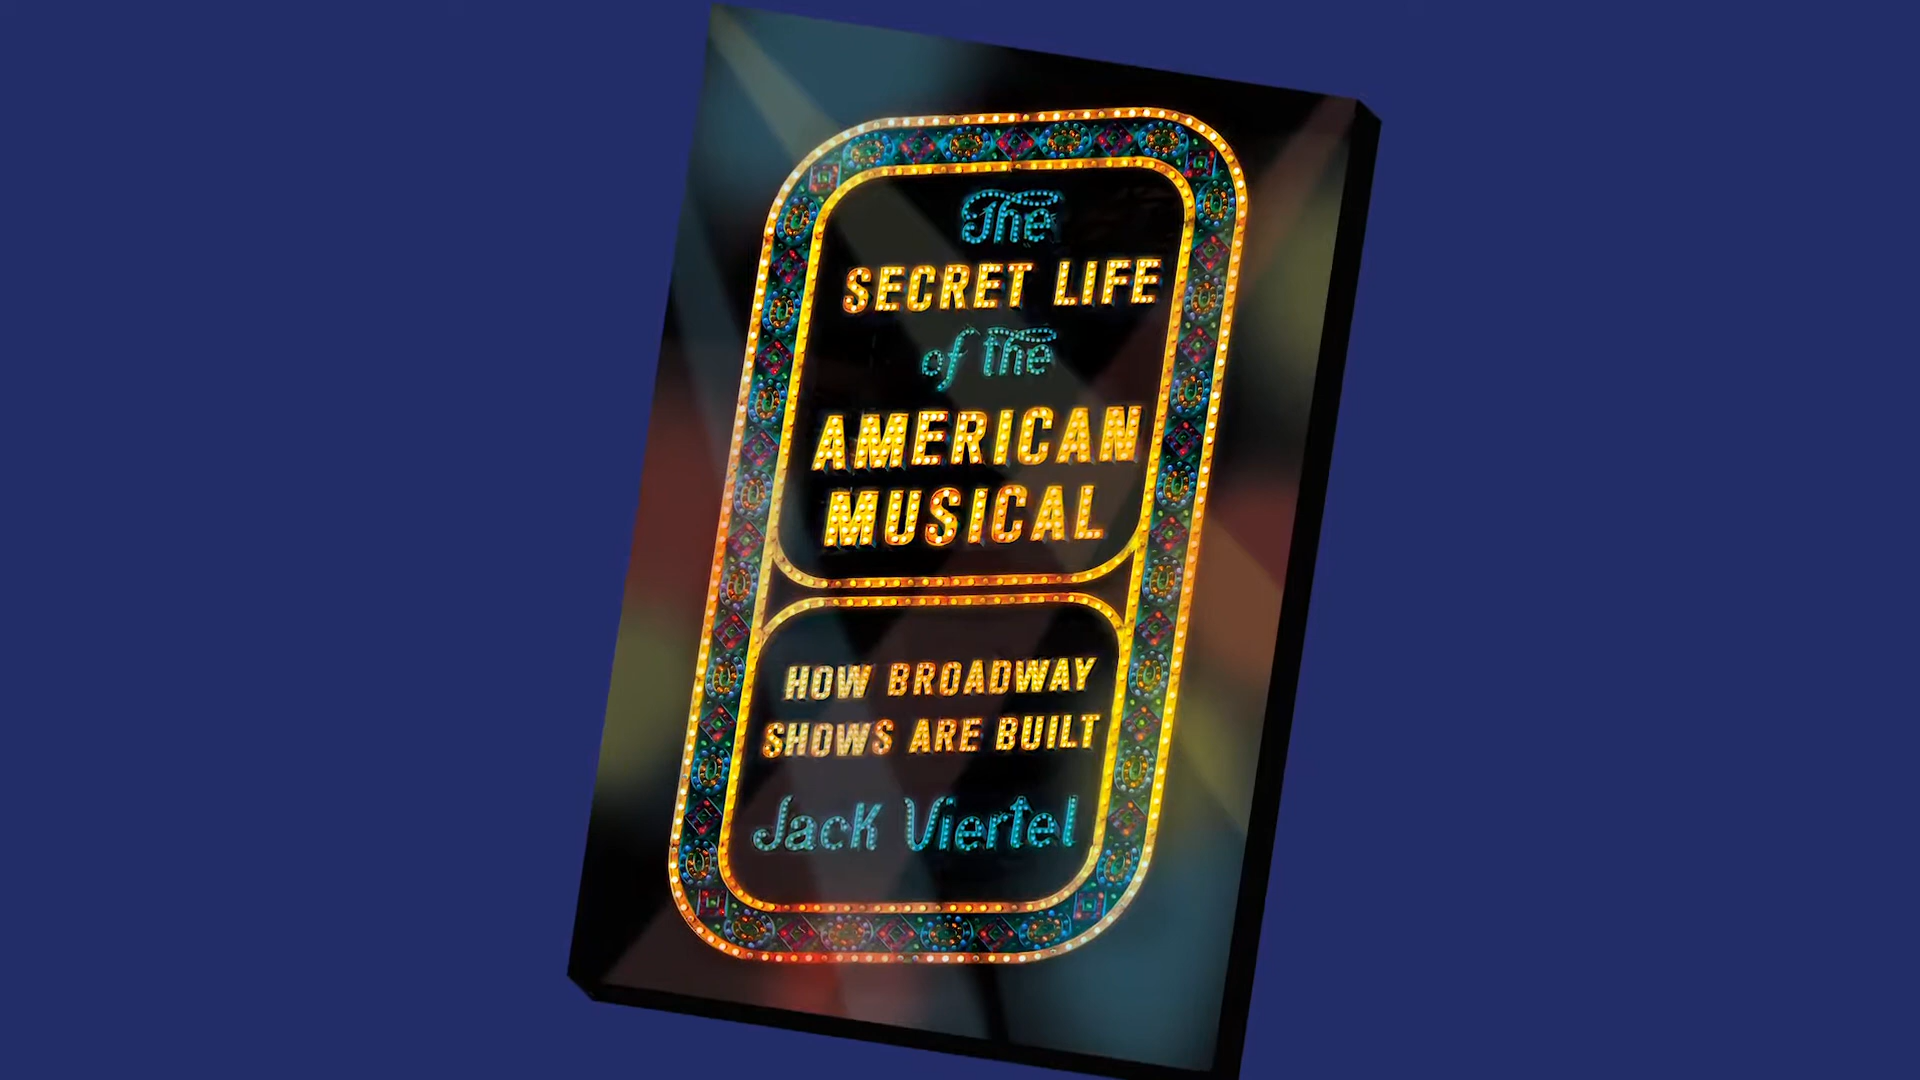 The
SECRET LIFE
of the
AMERICAN
MUSICAL
HOW BROADWAY
SHOWS ARE BUILT
Jack Viertel